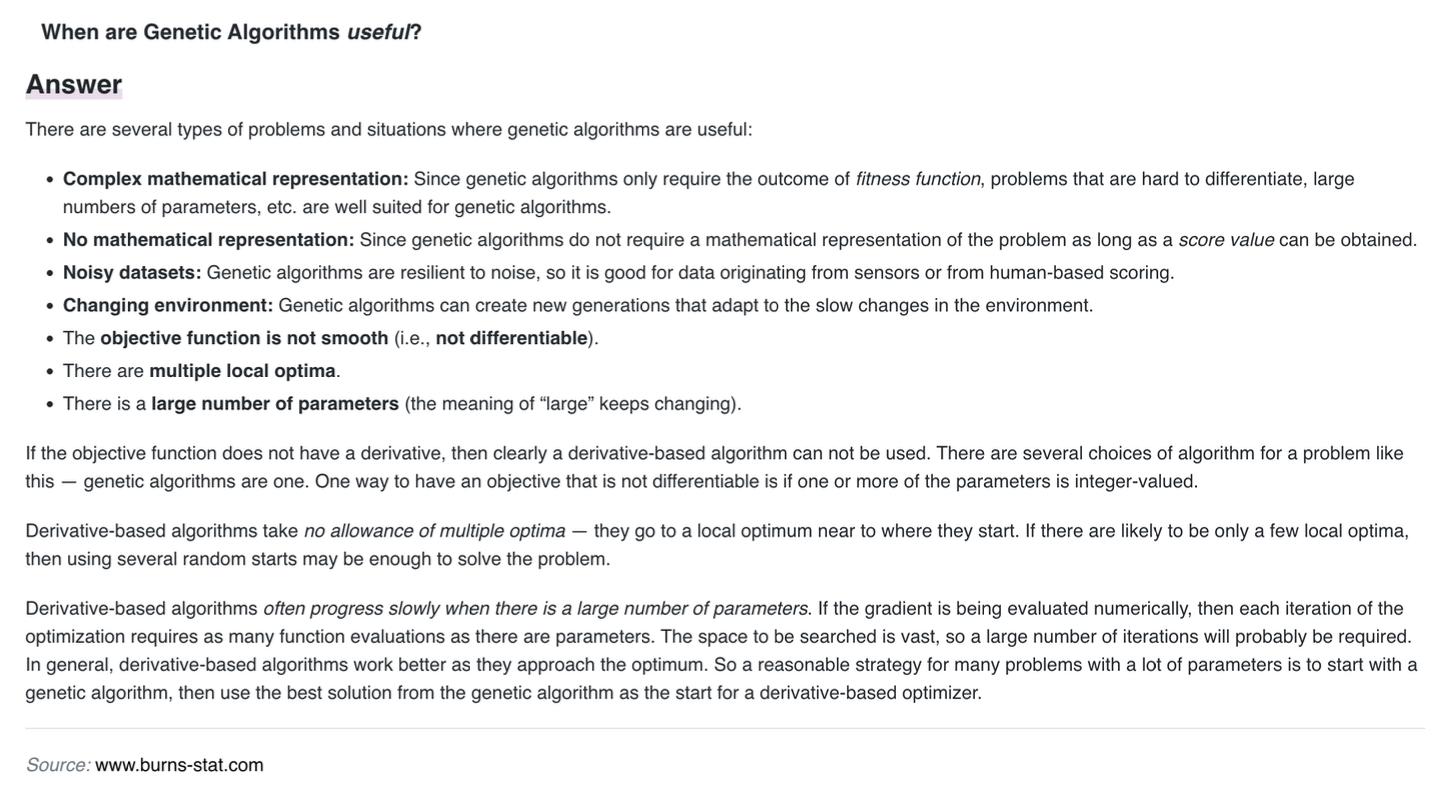 When are Genetic Algorithms useful?
Answer
There are several types of problems and situations where genetic algorithms are useful:
• Complex mathematical representation: Since genetic algorithms only require the outcome of fitness function, problems that are hard to differentiate, large
numbers of parameters, etc. are well suited for genetic algorithms.
• No mathematical representation: Since genetic algorithms do not require a mathematical representation of the problem as long as a score value can be obtained.
• Noisy datasets: Genetic algorithms are resilient to noise, so it is good for data originating from sensors or from human-based scoring.
• Changing environment: Genetic algorithms can create new generations that adapt to the slow changes in the environment.
• The objective function is not smooth (i.e., not differentiable).
• There are multiple local optima.
• There is a large number of parameters (the meaning of “large” keeps changing).
If the objective function does not have a derivative, then clearly a derivative-based algorithm can not be used. There are several choices of algorithm for a problem like
this — genetic algorithms are one. One way to have an objective that is not differentiable is if one or more of the parameters is integer-valued.
Derivative-based algorithms take no allowance of multiple optima — they go to a local optimum near to where they start. If there are likely to be only a few local optima,
then using several random starts may be enough to solve the problem.
Derivative-based algorithms often progress slowly when there is a large number of parameters. If the gradient is being evaluated numerically, then each iteration of the
optimization requires as many function evaluations as there are parameters. The space to be searched is vast, so a large number of iterations will probably be required.
In general, derivative-based algorithms work better as they approach the optimum. So a reasonable strategy for many problems with a lot of parameters is to start with a
genetic algorithm, then use the best solution from the genetic algorithm as the start for a derivative-based optimizer.
Source: www.burns-stat.com